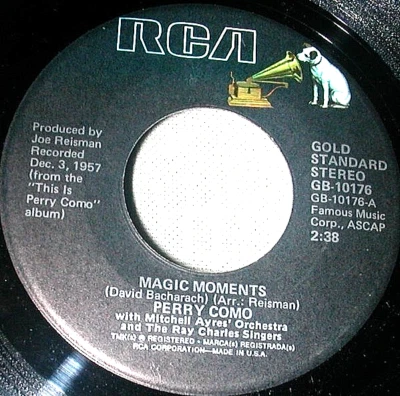 RCA
Produced by
Joe Reisman
Recorded
Dec. 3, 1957
(from the
"This Is
Perry Como"
album)
GOLD
STANDARD
STEREO
GB-10176
GB-10176-A
Famous Music
Corp., ASCAP
2:38
MAGIC MOMENTS
(David Bacharach) (Arr.: Reisman)
PERRY COMO
with Mitchell Ayres' Orchestra
and The Ray Charles Singers
TMK(s) ® REGISTERED - MARCA(s) REGISTRADA(s)
RCA CORPORATION—MADE IN U.S.A.